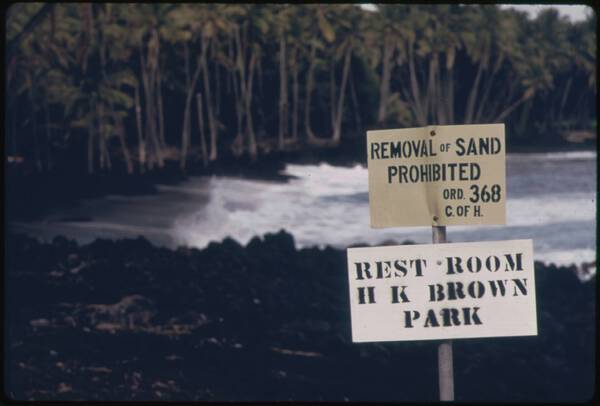 REMOVAL OF SAND
PROHIBITED
ORD. 368
C. OF H.
REST ROOM
H K BROWN
PARK